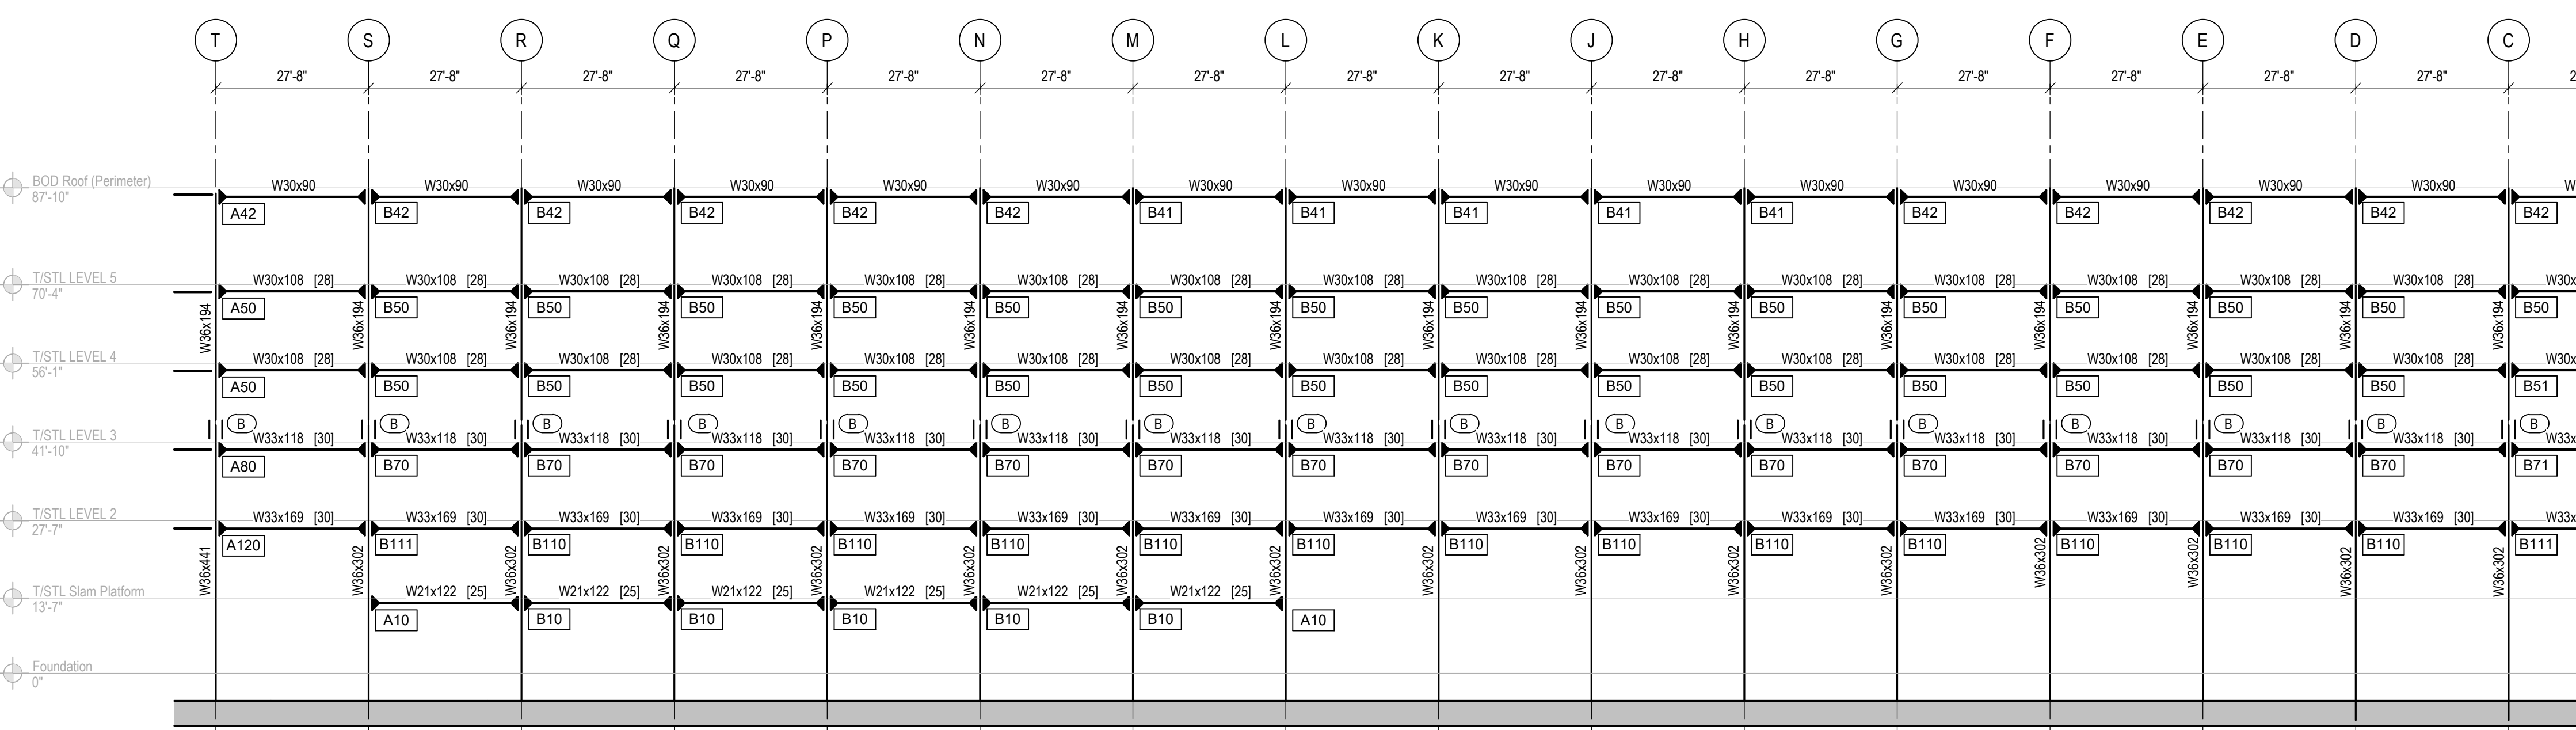 T S R Q P N M L K J H G F E D C
27'-8" 27'-8" 27'-8" 27'-8" 27'-8" 27'-8" 27'-8" 27'-8" 27'-8" 27'-8" 27'-8" 27'-8" 27'-8" 27'-8" 27'-8" 2
BOD Roof (Perimeter) W30x90 W30x90 W30x90 W30x90 W30x90 W30x90 W30x90 W30x90 W30x90 W30x90 W30x90 W30x90 W30x90 W30x90 W30x90 W
87'-10"
A42 B42 B42 B42 B42 B42 B41 B41 B41 B41 B41 B42 B42 B42 B42 B42
T/STL LEVEL 5 W30x108 [28] W30x108 [28] W30x108 [28] W30x108 [28] W30x108 [28] W30x108 [28] W30x108 [28] W30x108 [28] W30x108 [28] W30x108 [28] W30x108 [28] W30x108 [28] W30x108 [28] W30x108 [28] W30x108 [28] W30x
70'-4"
A50 B50 B50 B50 B50 B50 B50 B50 B50 B50 B50 B50 B50 B50 B50 B50
W36x194 W36x194 W36x194 W36x194 W36x194 W36x194 W36x194 W36x194 W36x194 W36x194 W36x194 W36x194 W36x194 W36x194 W36x194 W36x194
T/STL LEVEL 4 W30x108 [28] W30x108 [28] W30x108 [28] W30x108 [28] W30x108 [28] W30x108 [28] W30x108 [28] W30x108 [28] W30x108 [28] W30x108 [28] W30x108 [28] W30x108 [28] W30x108 [28] W30x108 [28] W30x108 [28] W30x
56'-1"
A50 B50 B50 B50 B50 B50 B50 B50 B50 B50 B50 B50 B50 B50 B50 B51
B B B B B B B B B B B B B B B B
T/STL LEVEL 3 W33x118 [30] W33x118 [30] W33x118 [30] W33x118 [30] W33x118 [30] W33x118 [30] W33x118 [30] W33x118 [30] W33x118 [30] W33x118 [30] W33x118 [30] W33x118 [30] W33x118 [30] W33x118 [30] W33x118 [30] W33x
41'-10"
A80 B70 B70 B70 B70 B70 B70 B70 B70 B70 B70 B70 B70 B70 B70 B71
T/STL LEVEL 2 W33x169 [30] W33x169 [30] W33x169 [30] W33x169 [30] W33x169 [30] W33x169 [30] W33x169 [30] W33x169 [30] W33x169 [30] W33x169 [30] W33x169 [30] W33x169 [30] W33x169 [30] W33x169 [30] W33x169 [30] W33x
27'-7"
A120 B111 B110 B110 B110 B110 B110 B110 B110 B110 B110 B110 B110 B110 B110 B111
W36x441 W36x302 W36x302 W36x302 W36x302 W36x302 W36x302 W36x302 W36x302 W36x302 W36x302 W36x302 W36x302 W36x302 W36x302 W36x302
T/STL Slam Platform W21x122 [25] W21x122 [25] W21x122 [25] W21x122 [25] W21x122 [25] W21x122 [25]
13'-7"
A10 B10 B10 B10 B10 B10 A10
Foundation
0"